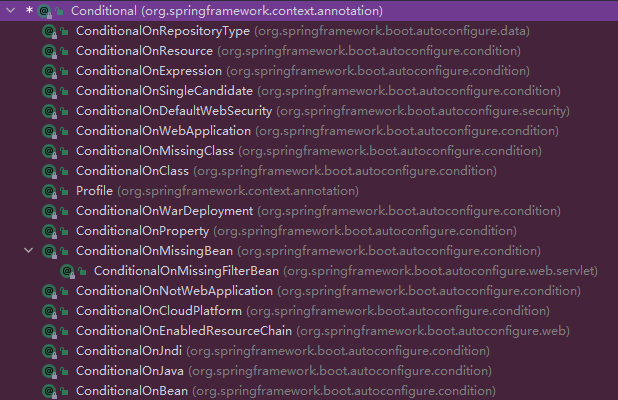 * Conditional (org.springframework.context.annotation)
ConditionalOnRepositoryType (org.springframework.boot.autoconfigure.data)
ConditionalOnResource (org.springframework.boot.autoconfigure.condition)
ConditionalOnExpression (org.springframework.boot.autoconfigure.condition)
ConditionalOnSingleCandidate (org.springframework.boot.autoconfigure.condition)
ConditionalOnDefaultWebSecurity (org.springframework.boot.autoconfigure.security)
ConditionalOnWebApplication (org.springframework.boot.autoconfigure.condition)
ConditionalOnMissingClass (org.springframework.boot.autoconfigure.condition)
ConditionalOnClass (org.springframework.boot.autoconfigure.condition)
Profile (org.springframework.context.annotation)
ConditionalOnWarDeployment (org.springframework.boot.autoconfigure.condition)
ConditionalOnProperty (org.springframework.boot.autoconfigure.condition)
ConditionalOnMissingBean (org.springframework.boot.autoconfigure.condition)
ConditionalOnMissingFilterBean (org.springframework.boot.autoconfigure.web.servlet)
ConditionalOnNotWebApplication (org.springframework.boot.autoconfigure.condition)
ConditionalOnCloudPlatform (org.springframework.boot.autoconfigure.condition)
ConditionalOnEnabledResourceChain (org.springframework.boot.autoconfigure.web)
ConditionalOnJndi (org.springframework.boot.autoconfigure.condition)
ConditionalOnJava (org.springframework.boot.autoconfigure.condition)
ConditionalOnBean (org.springframework.boot.autoconfigure.condition)